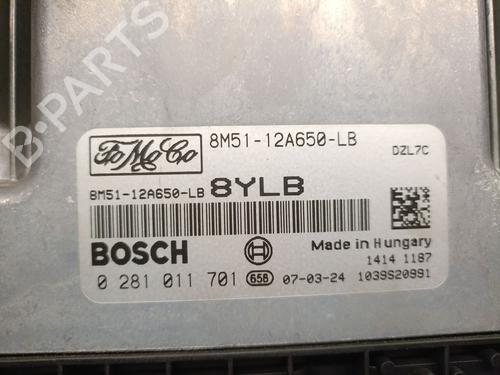 B-Parts
FoMoCo
8M51-12A650-LB
DZL7C
8M51-12A650-LB 8YLB
BOSCH
Made in Hungary
1414 1187
0 281 011 701 658 07-03-24 1039S20991
B-Parts